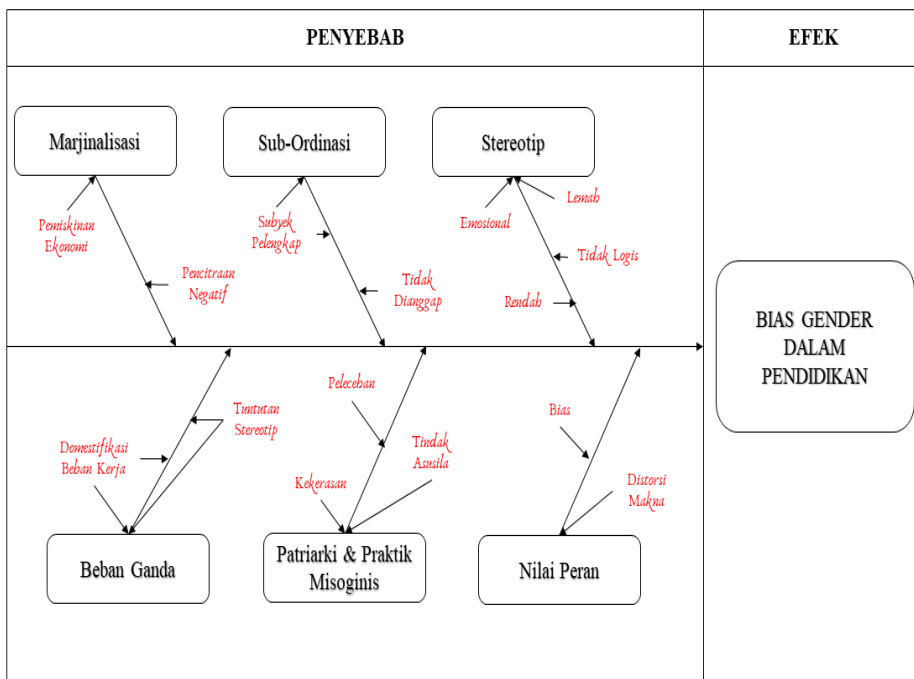 PENYEBAB
EFEK
Marjinalisasi
Sub-Ordinasi
Stereotip
Pemiskinan
Ekonomi
Pencitraan
Negatif
Subyek
Pelengkap
Tidak
Dianggap
Emosional
Lemah
Tidak Logis
Rendah
BIAS GENDER
DALAM
PENDIDIKAN
Tuntutan
Stereotip
Domestifikasi
Beban Kerja
Pelecehan
Tindak
Asusila
Kekerasan
Bias
Distorsi
Makna
Beban Ganda
Patriarki & Praktik
Misoginis
Nilai Peran